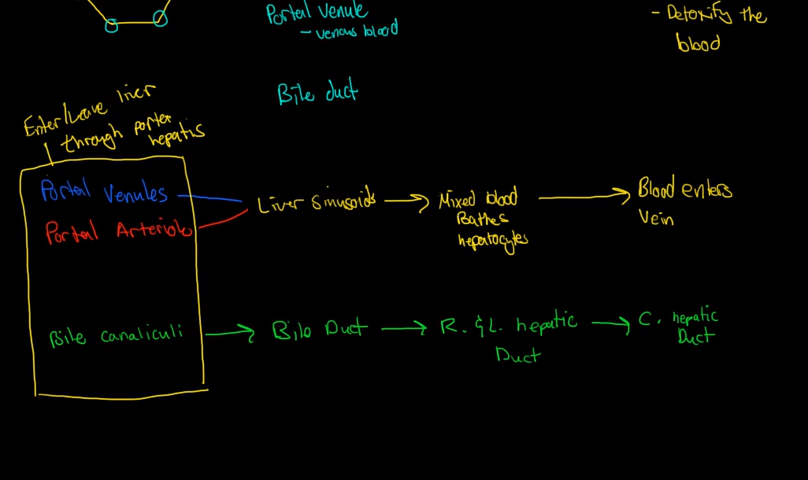 Portal Venule
- venous blood
- Detoxify the
blood
Bile duct
Enter/Leave liver
through porta
hepatis
Portal Venules
Portal Arteriole
Liver Sinusoids
Mixed blood
Bathes
hepatocytes
Blood enters
Vein
Bile canaliculi
Bile Duct
R. & L. hepatic
Duct
C. hepatic
Duct